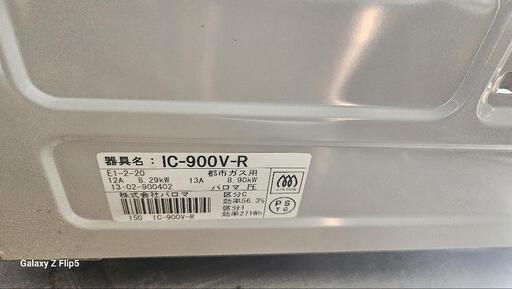 器具名: IC-900V-R
E1-2-20 都市ガス用
12A 8.29kW 13A 8.90kW
13-02-900402 パロマ PE
株式会社パロマ 区分C
効率56.3%
区分I
150 IC-900V-R 効率271Wh
PS
TG
Galaxy Z Flip5